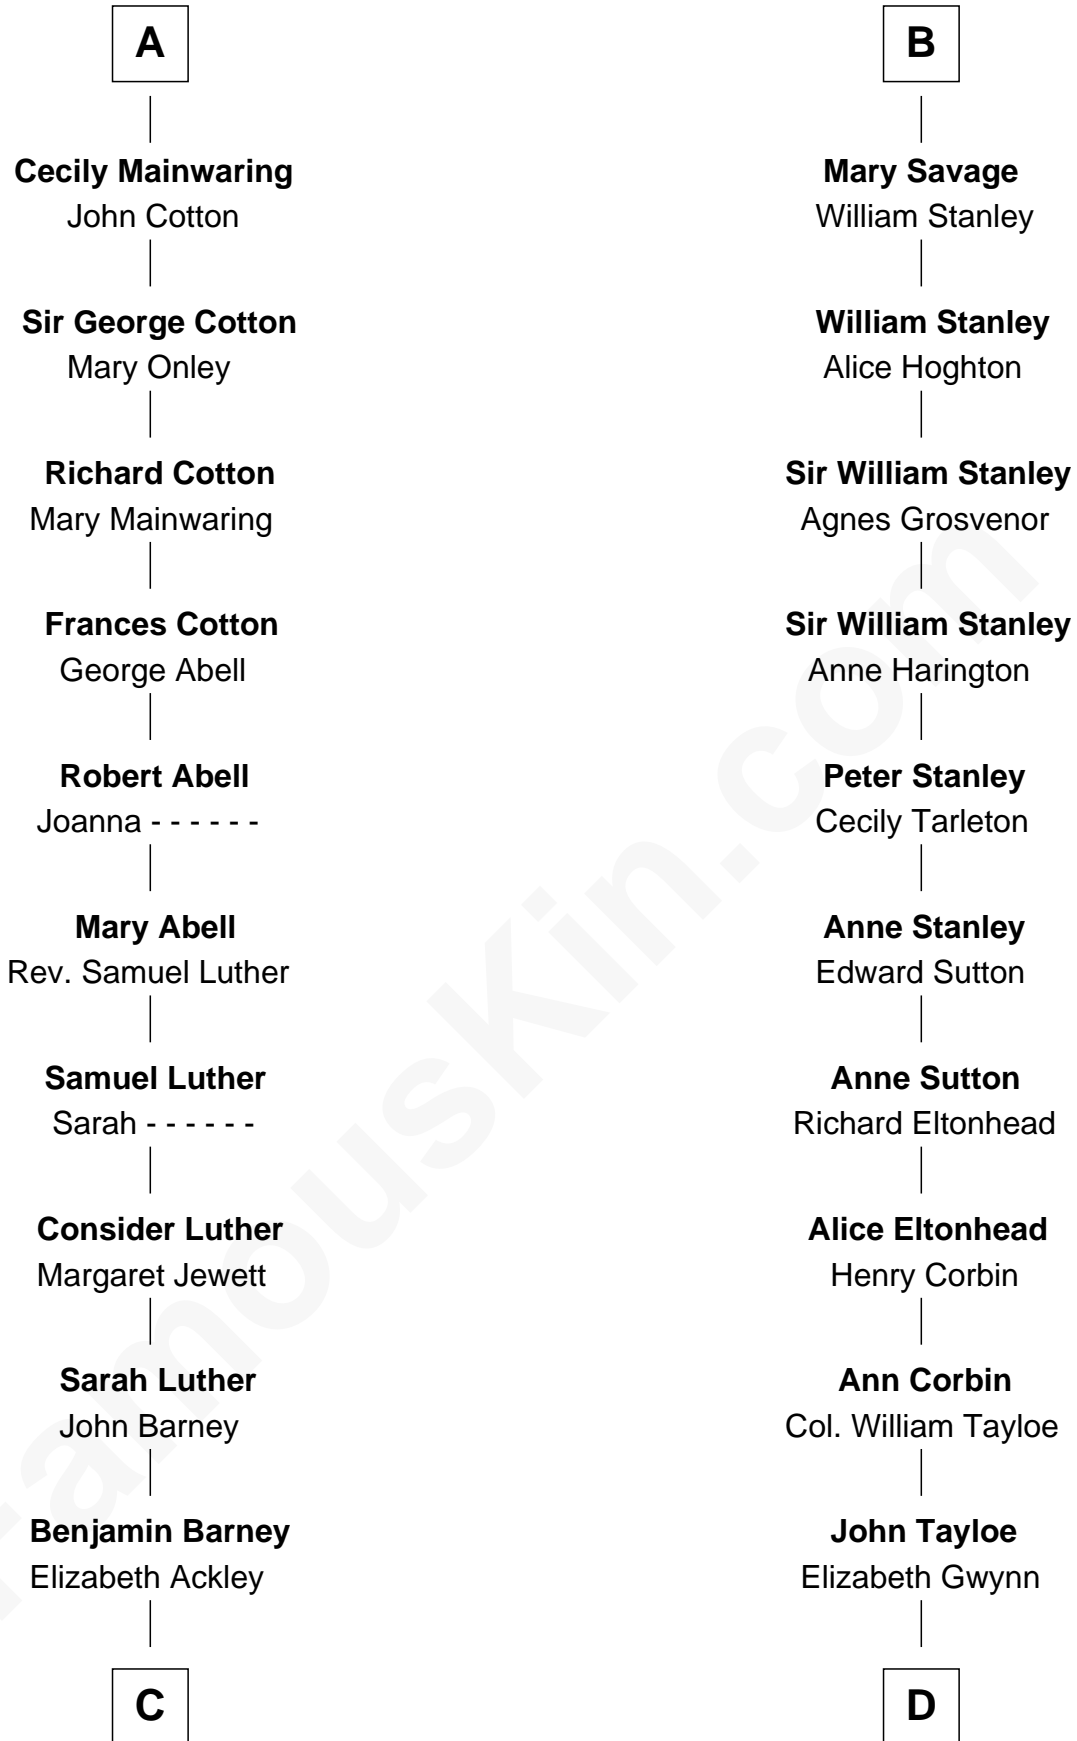 A
Cecily Mainwaring
John Cotton
Sir George Cotton
Mary Onley
Richard Cotton
Mary Mainwaring
Frances Cotton
George Abell
Robert Abell
Joanna - - - - - -
Mary Abell
Rev. Samuel Luther
Samuel Luther
Sarah - - - - - -
Consider Luther
Margaret Jewett
Sarah Luther
John Barney
Benjamin Barney
Elizabeth Ackley
C
B
Mary Savage
William Stanley
William Stanley
Alice Hoghton
Sir William Stanley
Agnes Grosvenor
Sir William Stanley
Anne Harington
Peter Stanley
Cecily Tarleton
Anne Stanley
Edward Sutton
Anne Sutton
Richard Eltonhead
Alice Eltonhead
Henry Corbin
Ann Corbin
Col. William Tayloe
John Tayloe
Elizabeth Gwynn
D
FamousKin.com